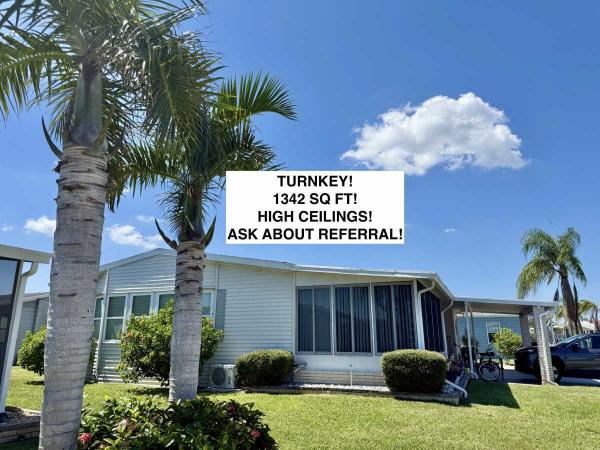 TURNKEY!
1342 SQ FT!
HIGH CEILINGS!
ASK ABOUT REFERRAL!